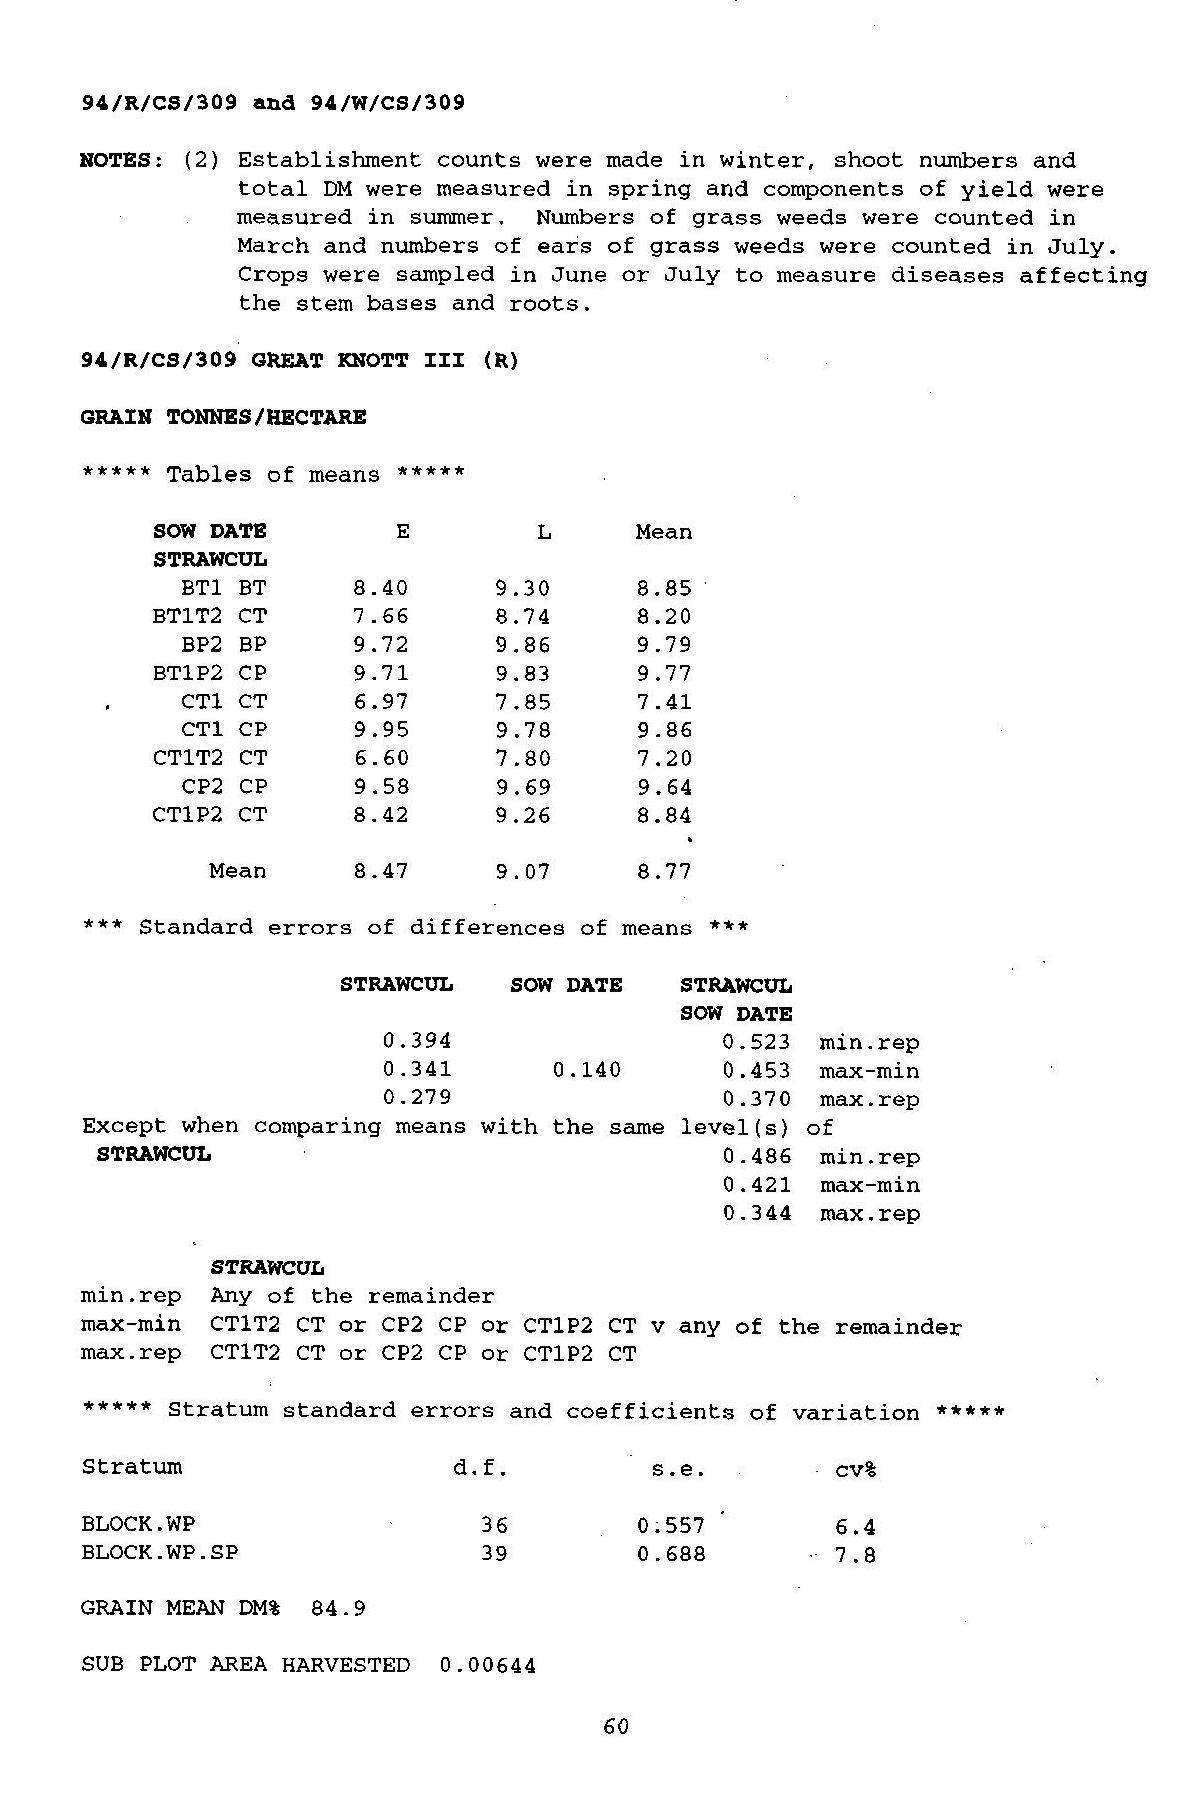 94/R/CS/309 and 94/W/CS/309
NOTES: (2) Establishment counts were made in winter, shoot numbers and
total DM were measured in spring and components of yield were
measured in summer. Numbers of grass weeds were counted in
March and numbers of ears of grass weeds were counted in July.
Crops were sampled in June or July to measure diseases affecting
the stem bases and roots.
94/R/CS/309 GREAT KNOTT III (R)
GRAIN TONNES/HECTARE
***** Tables of means *****
SOW DATE E L Mean
STRAWCUL
BT1 BT 8.40 9.30 8.85
BT1T2 CT 7.66 8.74 8.20
BP2 BP 9.72 9.86 9.79
BT1P2 CP 9.71 9.83 9.77
CT1 CT 6.97 7.85 7.41
CT1 CP 9.95 9.78 9.86
CT1T2 CT 6.60 7.80 7.20
CP2 CP 9.58 9.69 9.64
CT1P2 CT 8.42 9.26 8.84
Mean 8.47 9.07 8.77
*** Standard errors of differences of means ***
STRAWCUL SOW DATE STRAWCUL
SOW DATE
0.394 0.523 min.rep
0.341 0.140 0.453 max-min
0.279 0.370 max.rep
Except when comparing means with the same level(s) of
STRAWCUL 0.486 min.rep
0.421 max-min
0.344 max.rep
STRAWCUL
min.rep Any of the remainder
max-min CT1T2 CT or CP2 CP or CT1P2 CT v any of the remainder
max.rep CT1T2 CT or CP2 CP or CT1P2 CT
***** Stratum standard errors and coefficients of variation *****
Stratum d.f. s.e. cv%
BLOCK.WP 36 0.557 6.4
BLOCK.WP.SP 39 0.688 7.8
GRAIN MEAN DM% 84.9
SUB PLOT AREA HARVESTED 0.00644
60